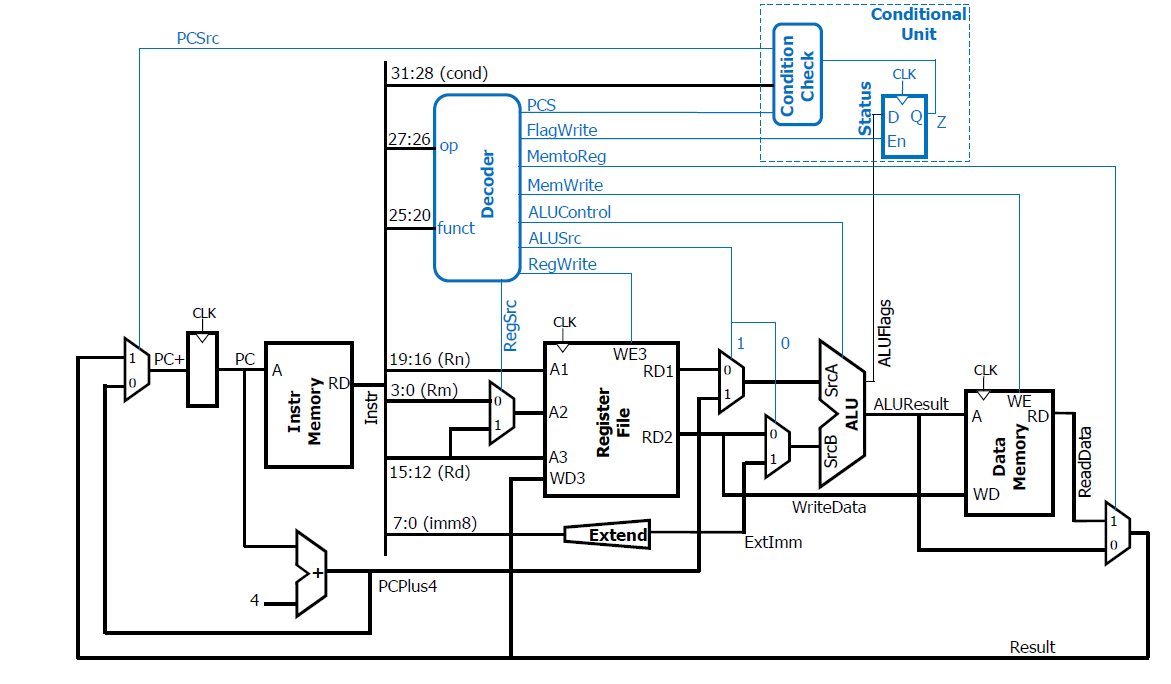 Conditional
Unit
PCSrc
Condition
Check
31:28 (cond)
CLK
Status
D
Q
Z
En
PCS
FlagWrite
27:26
op
MemtoReg
Decoder
MemWrite
25:20
funct
ALUControl
ALUSrc
RegWrite
RegSrc
ALUFlags
CLK
CLK
1
0
1
0
PC+
PC
A
RD
Instr
Memory
Instr
19:16 (Rn)
3:0 (Rm)
0
1
15:12 (Rd)
A1
A2
A3
WD3
WE3
RD1
RD2
Register
File
0
1
0
1
SrcA
SrcB
ALU
ALUResult
CLK
WE
A
RD
Data
Memory
WD
ReadData
WriteData
7:0 (imm8)
Extend
ExtImm
1
0
+
4
PCPlus4
Result